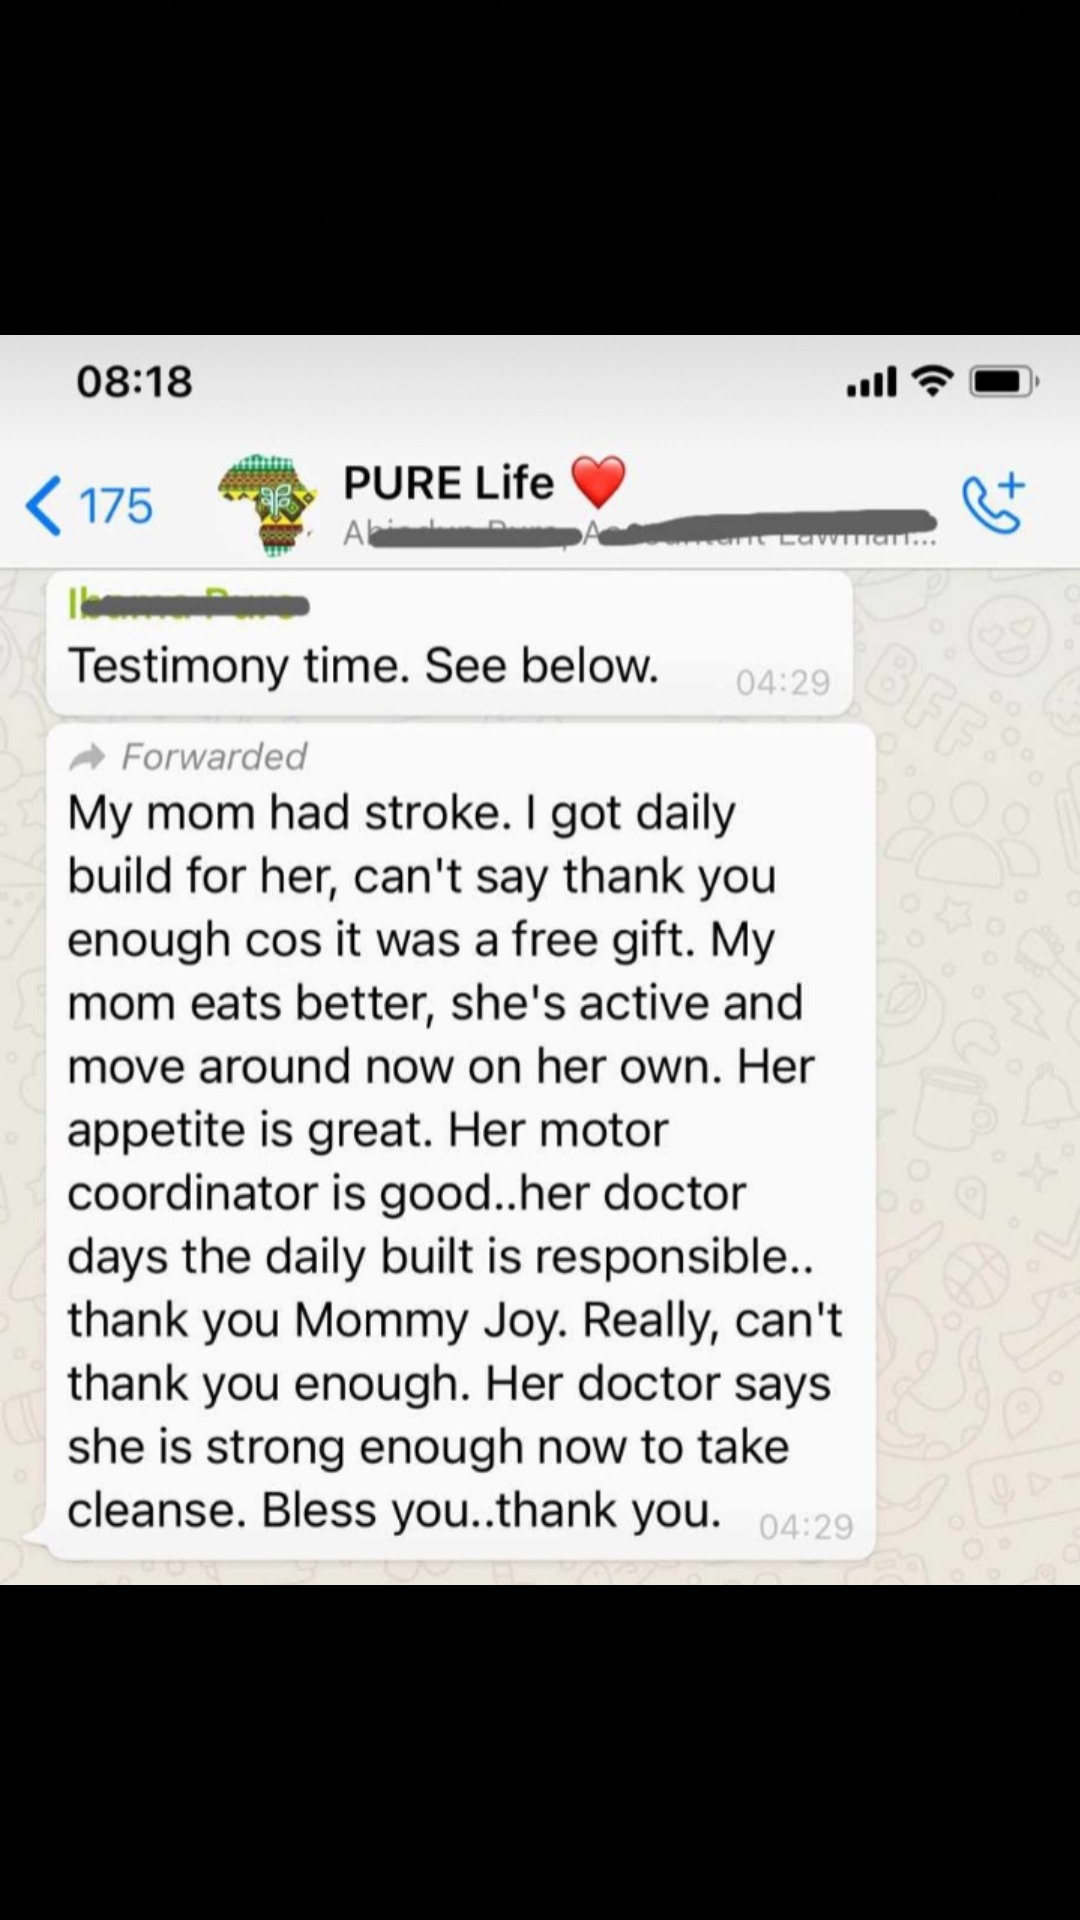 08:18
175
PURE Life ❤️
Testimony time. See below.
04:29
Forwarded
My mom had stroke. I got daily
build for her, can't say thank you
enough cos it was a free gift. My
mom eats better, she's active and
move around now on her own. Her
appetite is great. Her motor
coordinator is good..her doctor
days the daily built is responsible..
thank you Mommy Joy. Really, can't
thank you enough. Her doctor says
she is strong enough now to take
cleanse. Bless you..thank you.
04:29